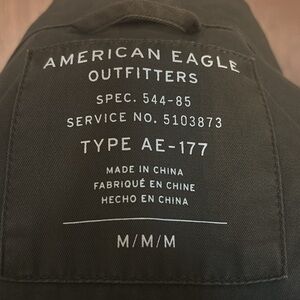 AMERICAN EAGLE
OUTFITTERS
SPEC. 544-85
SERVICE NO. 5103873
TYPE AE-177
MADE IN CHINA
FABRIQUÉ EN CHINE
HECHO EN CHINA
M/M/M